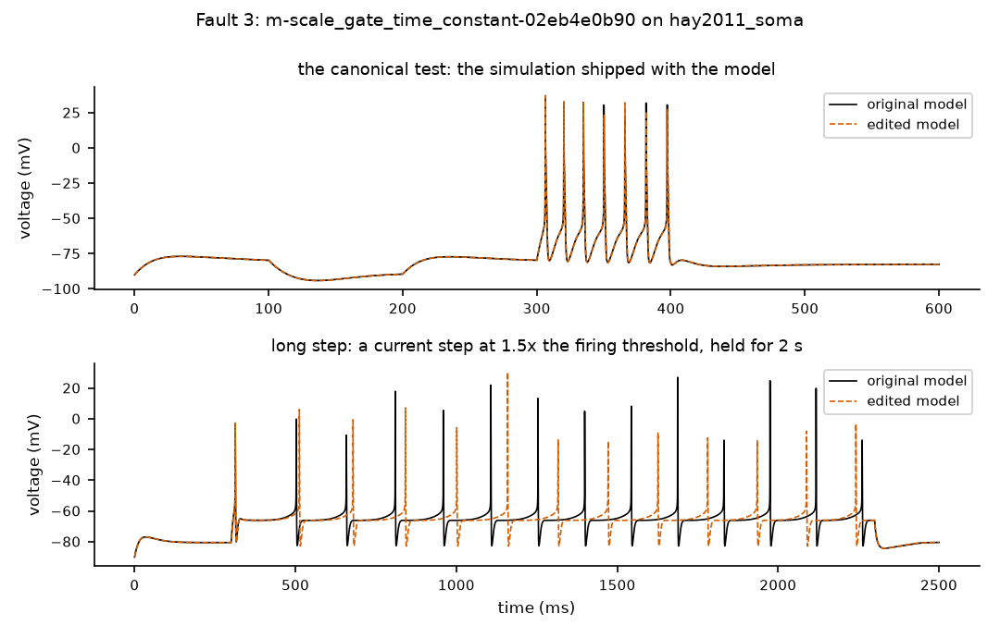 Fault 3: m-scale_gate_time_constant-02eb4e0b90 on hay2011_soma
the canonical test: the simulation shipped with the model
voltage (mV)
25
0
−25
−50
−75
−100
original model
edited model
0
100
200
300
400
500
600
long step: a current step at 1.5x the firing threshold, held for 2 s
voltage (mV)
20
0
−20
−40
−60
−80
original model
edited model
0
500
1000
1500
2000
2500
time (ms)